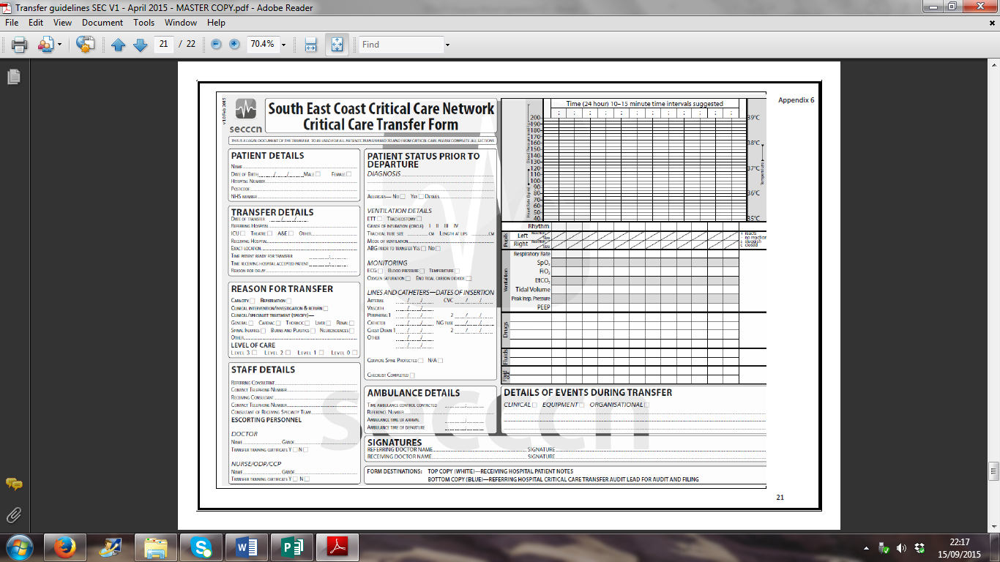 Transfer guidelines SEC V1 - April 2015 - MASTER COPY.pdf - Adobe Reader
File Edit View Document Tools Window Help
21 / 22 70.4% Find
Appendix 6
v1.0 Feb 2015
secccn
South East Coast Critical Care Network
Critical Care Transfer Form
THIS IS A LEGAL DOCUMENT OF THE TRANSFER. TO BE USED FOR ALL PATIENTS TRANSFERRED TO AND FROM CRITICAL CARE. PLEASE COMPLETE ALL SECTIONS
PATIENT DETAILS
NAME
DATE OF BIRTH / / MALE FEMALE
HOSPITAL NUMBER
POSTCODE
NHS NUMBER
TRANSFER DETAILS
DATE OF TRANSFER / /
REFERRING HOSPITAL
ICU THEATRE A&E OTHER
RECEIVING HOSPITAL
EXACT LOCATION
TIME PATIENT READY FOR TRANSFER :
TIME RECEIVING HOSPITAL ACCEPTED PATIENT :
REASON FOR DELAY
REASON FOR TRANSFER
CAPACITY REPATRIATION
CLINICAL INTERVENTION/INVESTIGATION & RETURN
CLINICAL/SPECIALIST TREATMENT (SPECIFY)—
GENERAL CARDIAC THORACIC LIVER RENAL
SPINAL INJURIES BURNS AND PLASTICS NEUROSCIENCES
OTHER
LEVEL OF CARE
LEVEL 3 LEVEL 2 LEVEL 1 LEVEL 0
STAFF DETAILS
REFERRING CONSULTANT
CONTACT TELEPHONE NUMBER
RECEIVING CONSULTANT
CONTACT TELEPHONE NUMBER
CONSULTANT OF RECEIVING SPECIALTY TEAM
ESCORTING PERSONNEL
DOCTOR
NAME GRADE
TRANSFER TRAINING CERTIFICATE Y N
NURSE/ODP/CCP
NAME GRADE
TRANSFER TRAINING CERTIFICATE Y N
PATIENT STATUS PRIOR TO
DEPARTURE
DIAGNOSIS
ALLERGIES— NO YES DETAILS
VENTILATION DETAILS
ETT TRACHEOSTOMY
GRADE OF INTUBATION (CIRCLE) I II III IV
TRACHEAL TUBE SIZE CM LENGTH AT LIPS CM
MODE OF VENTILATION
ABG PRIOR TO TRANSFER YES NO
MONITORING
ECG BLOOD PRESSURE TEMPERATURE
OXYGEN SATURATION END TIDAL CARBON DIOXIDE
LINES AND CATHETERS—DATES OF INSERTION
ARTERIAL / / CVC / /
VASCATH / /
PERIPHERAL 1 / / 2 / /
CATHETER / / NG TUBE / /
CHEST DRAIN 1 / / 2 / /
OTHER / /
/ /
CERVICAL SPINE PROTECTED N/A
CHECKLIST COMPLETED
AMBULANCE DETAILS
TIME AMBULANCE CONTROL CONTACTED :
REFERENCE NUMBER
AMBULANCE TIME OF ARRIVAL :
AMBULANCE TIME OF DEPARTURE :
Time (24 hour) 10–15 minute time intervals suggested
: : : : : : : : : : : :
200 39°C
190
180
170
160 38°C
150
140
130
120 37°C
110
100
90
80 36°C
70
60
50
40 35°C
Heart Rate (bpm)
Temperature
Rhythm
Pupils
Left Reaction Size
Right Reaction Size
+ reacts
- no reaction
s sluggish
c closed
Ventilation
Respiratory Rate
SpO₂
FiO₂
EtCO₂
Tidal Volume
Peak Insp. Pressure
PEEP
Drugs
Fluids
Fluid
DETAILS OF EVENTS DURING TRANSFER
CLINICAL EQUIPMENT ORGANISATIONAL
SIGNATURES
REFERRING DOCTOR NAME SIGNATURE
RECEIVING DOCTOR NAME SIGNATURE
FORM DESTINATIONS: TOP COPY (WHITE)—RECEIVING HOSPITAL PATIENT NOTES
BOTTOM COPY (BLUE)—REFERRING HOSPITAL CRITICAL CARE TRANSFER AUDIT LEAD FOR AUDIT AND FILING
secccn
21
22:17
15/09/2015